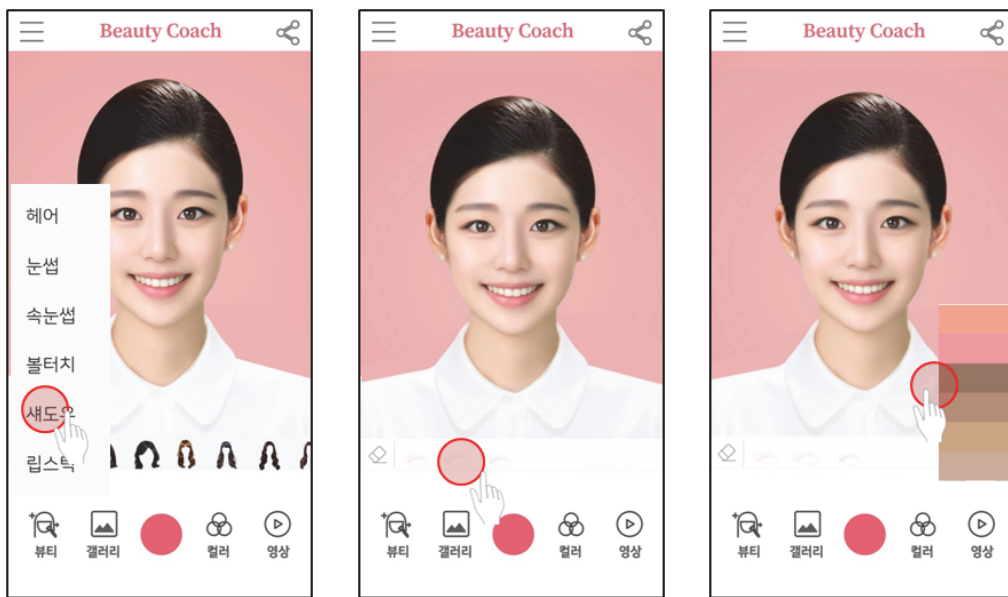 Beauty Coach
헤어
눈썹
속눈썹
볼터치
섀도우
립스틱
뷰티 갤러리 컬러 영상
Beauty Coach
뷰티 갤러리 컬러 영상
Beauty Coach
뷰티 갤러리 컬러 영상